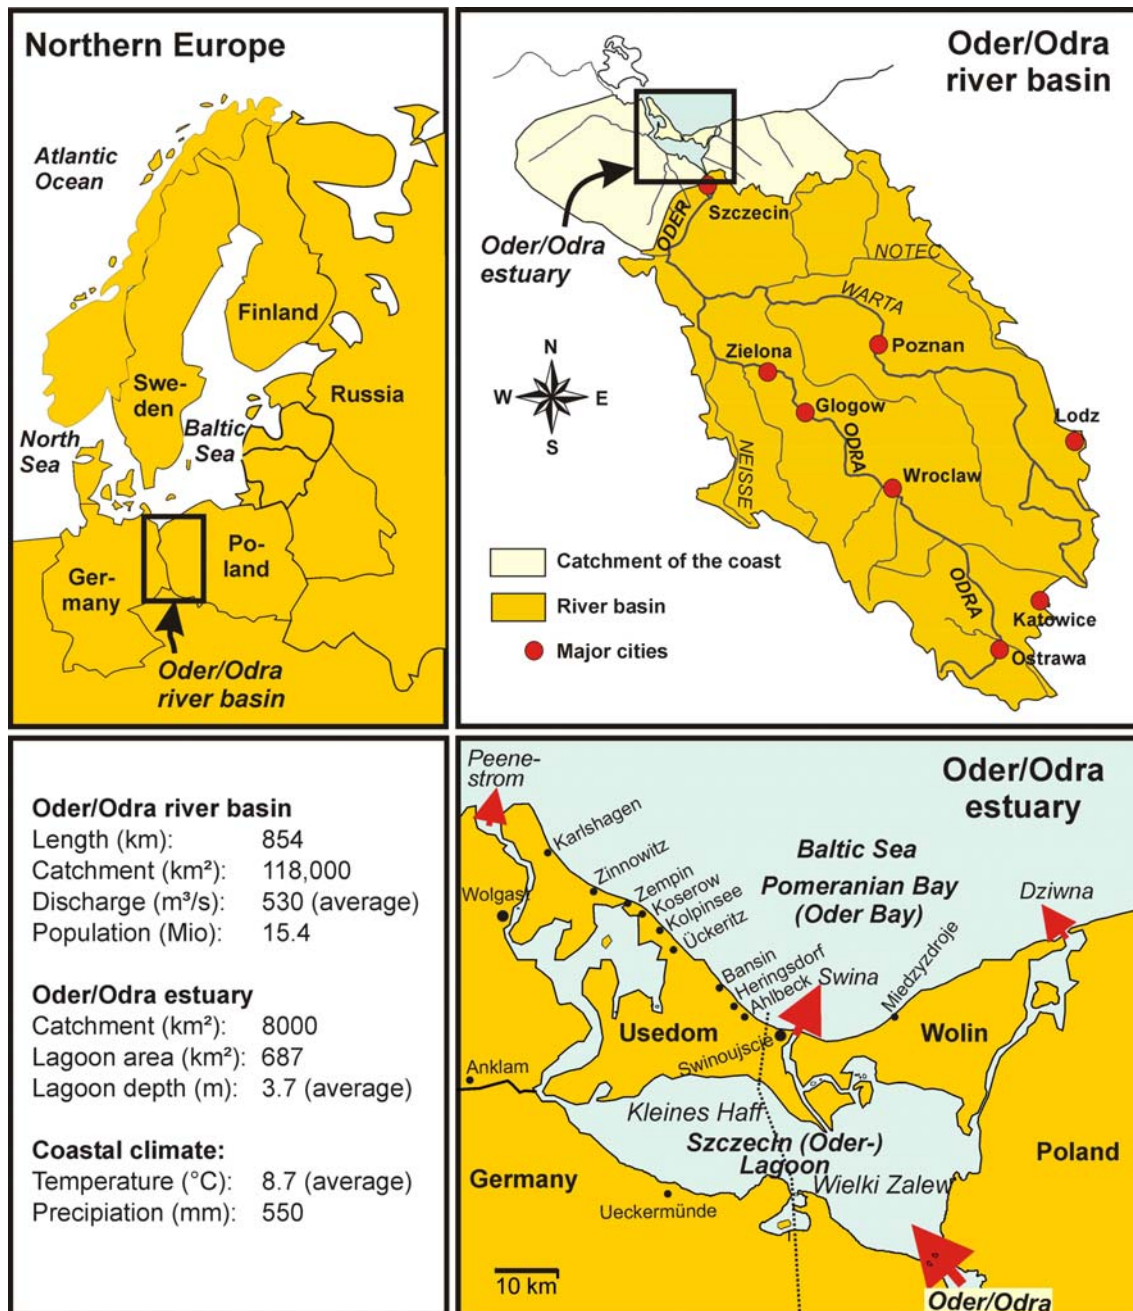 Northern Europe
Atlantic
Ocean
Finland
Swe-
den
Russia
North
Sea
Baltic
Sea
Po-
land
Ger-
many
Oder/Odra
river basin
Oder/Odra
river basin
Oder/Odra
estuary
ODER
Szczecin
NOTEC
WARTA
Poznan
Zielona
Glogow
Lodz
ODRA
NEISSE
Wroclaw
ODRA
Katowice
Ostrawa
N
W
E
S
Catchment of the coast
River basin
Major cities
Oder/Odra river basin
Length (km): 854
Catchment (km²): 118,000
Discharge (m³/s): 530 (average)
Population (Mio) 15.4
Oder/Odra estuary
Catchment (km²): 8000
Lagoon area (km²): 687
Lagoon depth (m): 3.7 (average)
Coastal climate:
Temperature (°C): 8.7 (average)
Precipiation (mm): 550
Oder/Odra
estuary
Peene-
strom
Karlshagen
Zinnowitz
Zempin
Koserow
Kolpinsee
Ückeritz
Wolgast
Baltic Sea
Pomeranian Bay
(Oder Bay)
Dziwna
Bansin
Heringsdorf
Ahlbeck
Swina
Miedzyzdroje
Usedom
Swinoujscie
Wolin
Anklam
Kleines Haff
Szczecin (Oder-)
Lagoon
Wielki Zalew
Poland
Germany
Ueckermünde
10 km
Oder/Odra